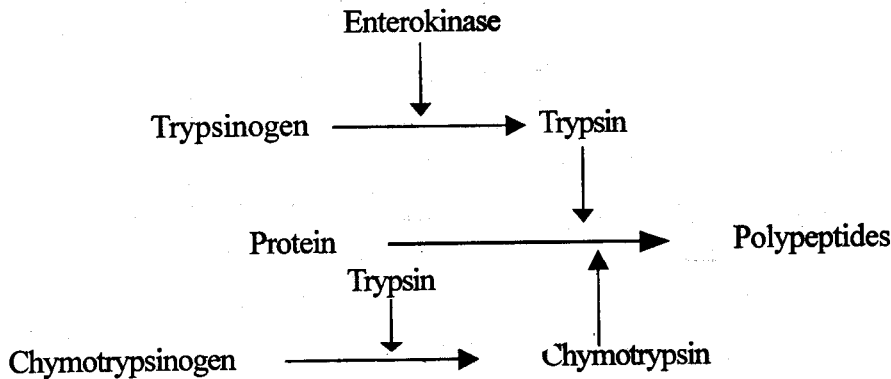 Enterokinase
Trypsinogen Trypsin
Protein Polypeptides
Trypsin
Chymotrypsinogen Chymotrypsin